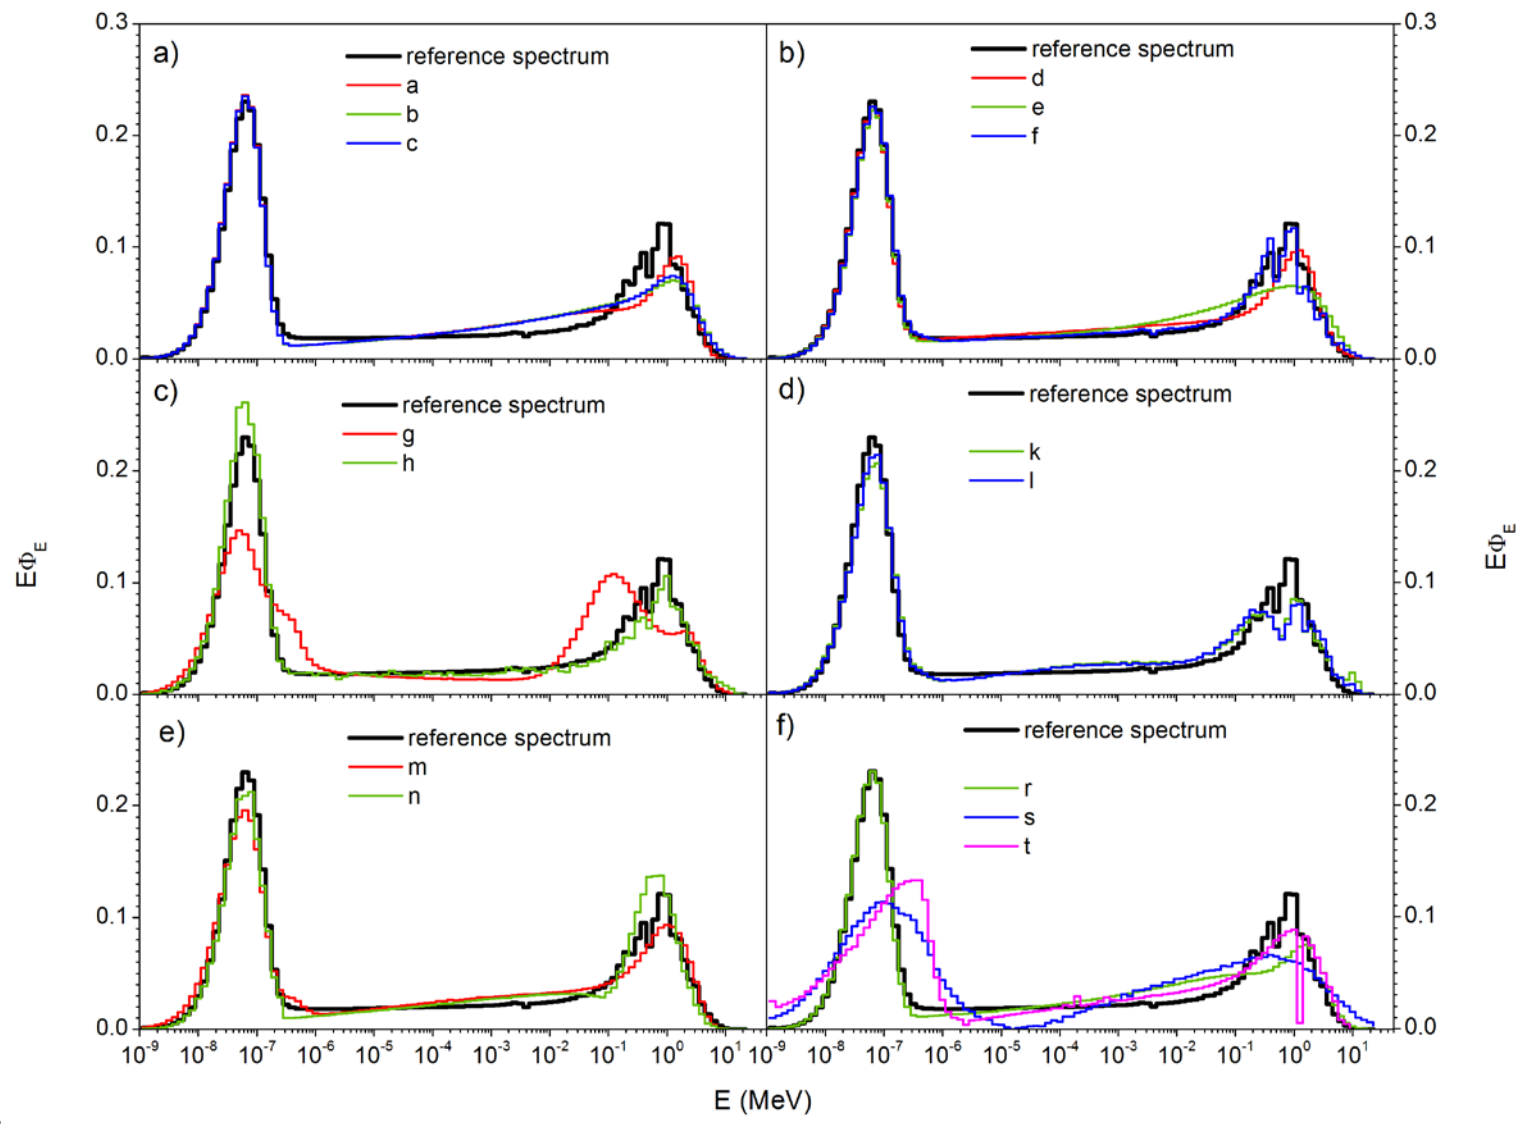 0.3
a)
reference spectrum
a
b
c
b)
reference spectrum
d
e
f
0.3
0.2
0.2
0.1
0.1
0.0
0.0
c)
reference spectrum
g
h
d)
reference spectrum
k
l
0.2
0.2
0.1
0.1
0.0
0.0
EΦE
EΦE
e)
reference spectrum
m
n
f)
reference spectrum
r
s
t
0.2
0.2
0.1
0.1
0.0
0.0
10-9 10-8 10-7 10-6 10-5 10-4 10-3 10-2 10-1 100 101 10-9 10-8 10-7 10-6 10-5 10-4 10-3 10-2 10-1 100 101
E (MeV)